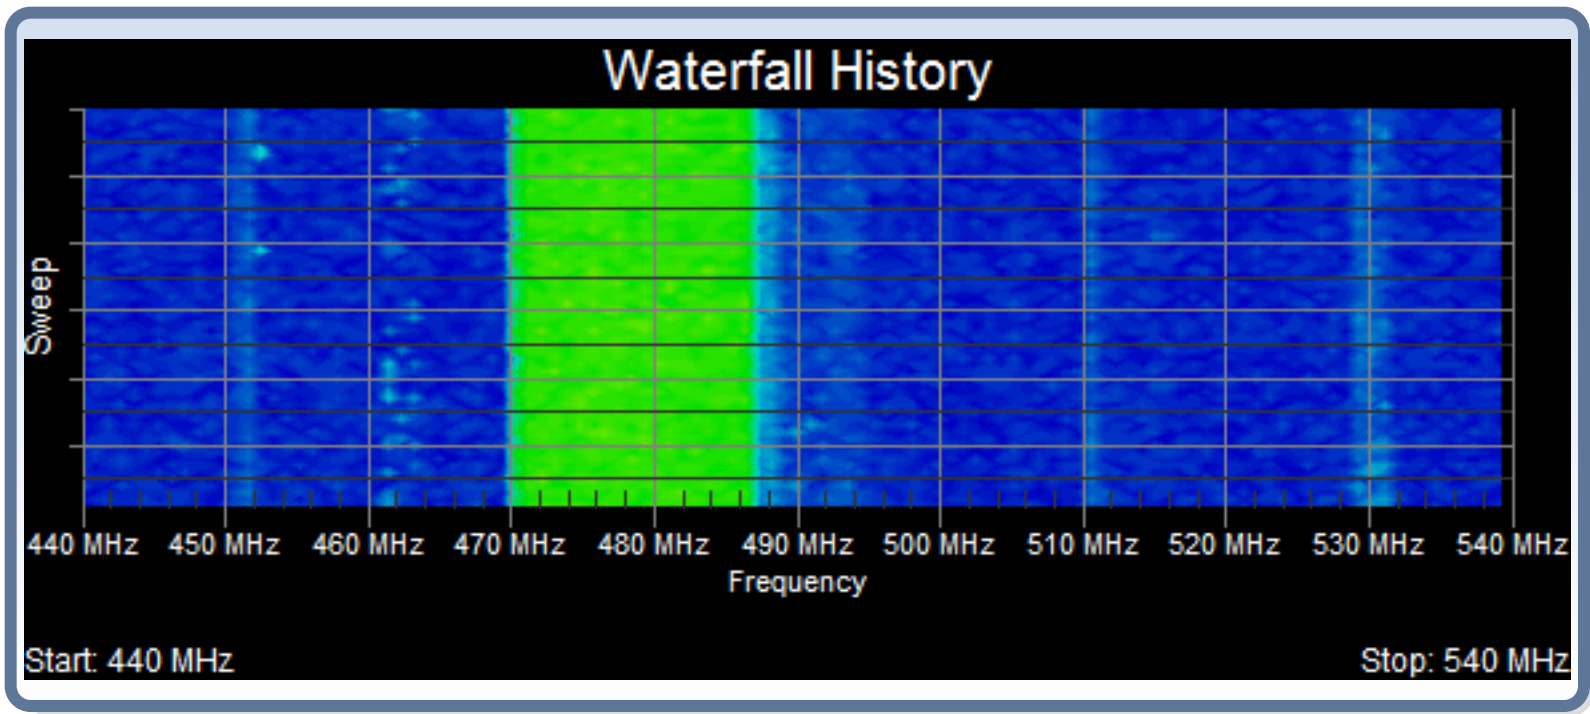 Waterfall History
Sweep
440 MHz 450 MHz 460 MHz 470 MHz 480 MHz 490 MHz 500 MHz 510 MHz 520 MHz 530 MHz 540 MHz
Frequency
Start: 440 MHz Stop: 540 MHz